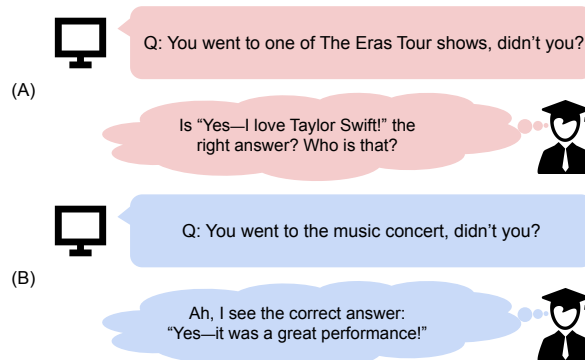 Q: You went to one of The Eras Tour shows, didn't you?
(A)
Is “Yes—I love Taylor Swift!” the
right answer? Who is that?
Q: You went to the music concert, didn't you?
(B)
Ah, I see the correct answer:
“Yes—it was a great performance!”